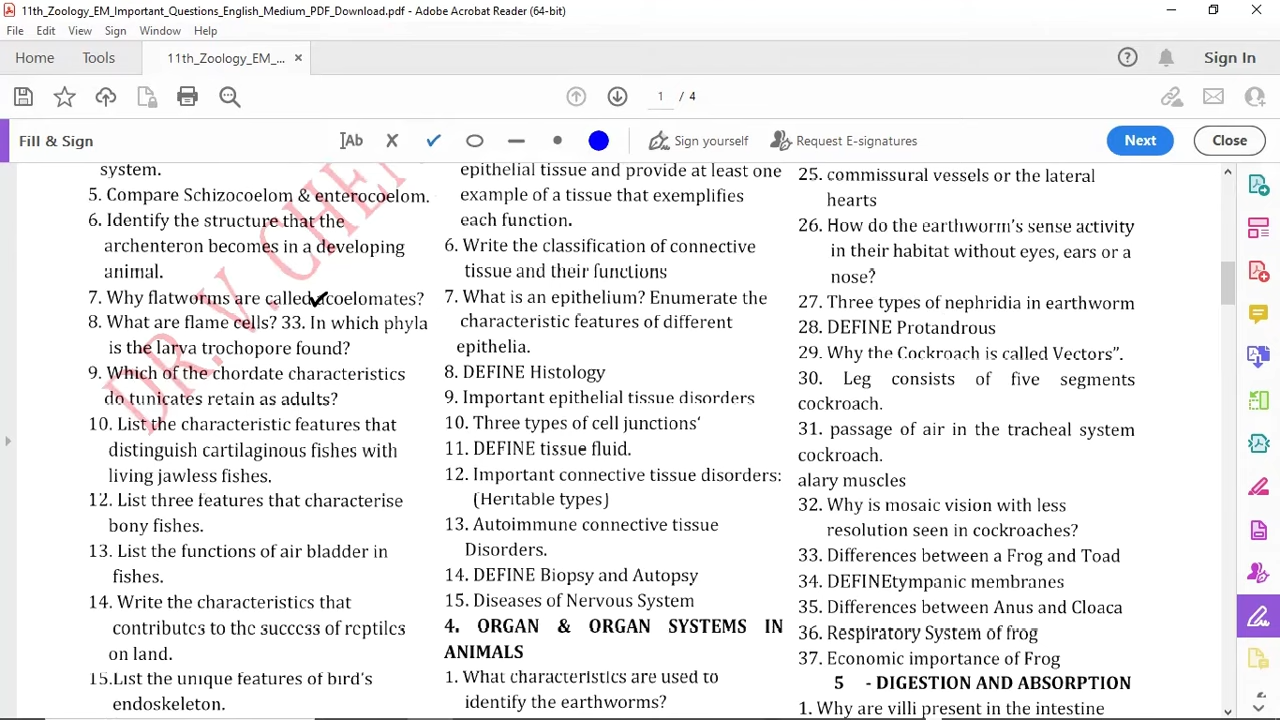 11th_Zoology_EM_Important_Questions_English_Medium_PDF_Download.pdf - Adobe Acrobat Reader (64-bit)
File Edit View Sign Window Help
Home Tools 11th_Zoology_EM_... × Sign In
1 / 4
Fill & Sign Ab Sign yourself Request E-signatures Next Close
system.
5. Compare Schizocoelom & enterocoelom.
6. Identify the structure that the
archenteron becomes in a developing
animal.
7. Why flatworms are called acoelomates?
8. What are flame cells? 33. In which phyla
is the larva trochopore found?
9. Which of the chordate characteristics
do tunicates retain as adults?
10. List the characteristic features that
distinguish cartilaginous fishes with
living jawless fishes.
12. List three features that characterise
bony fishes.
13. List the functions of air bladder in
fishes.
14. Write the characteristics that
contributes to the success of reptiles
on land.
15.List the unique features of bird's
endoskeleton.
epithelial tissue and provide at least one
example of a tissue that exemplifies
each function.
6. Write the classification of connective
tissue and their functions
7. What is an epithelium? Enumerate the
characteristic features of different
epithelia.
8. DEFINE Histology
9. Important epithelial tissue disorders
10. Three types of cell junctions'
11. DEFINE tissue fluid.
12. Important connective tissue disorders:
(Heritable types)
13. Autoimmune connective tissue
Disorders.
14. DEFINE Biopsy and Autopsy
15. Diseases of Nervous System
4. ORGAN & ORGAN SYSTEMS IN
ANIMALS
1. What characteristics are used to
identify the earthworms?
25. commissural vessels or the lateral
hearts
26. How do the earthworm's sense activity
in their habitat without eyes, ears or a
nose?
27. Three types of nephridia in earthworm
28. DEFINE Protandrous
29. Why the Cockroach is called Vectors".
30. Leg consists of five segments
cockroach.
31. passage of air in the tracheal system
cockroach.
alary muscles
32. Why is mosaic vision with less
resolution seen in cockroaches?
33. Differences between a Frog and Toad
34. DEFINEtympanic membranes
35. Differences between Anus and Cloaca
36. Respiratory System of frog
37. Economic importance of Frog
5 - DIGESTION AND ABSORPTION
1. Why are villi present in the intestine
DR. V. CHE